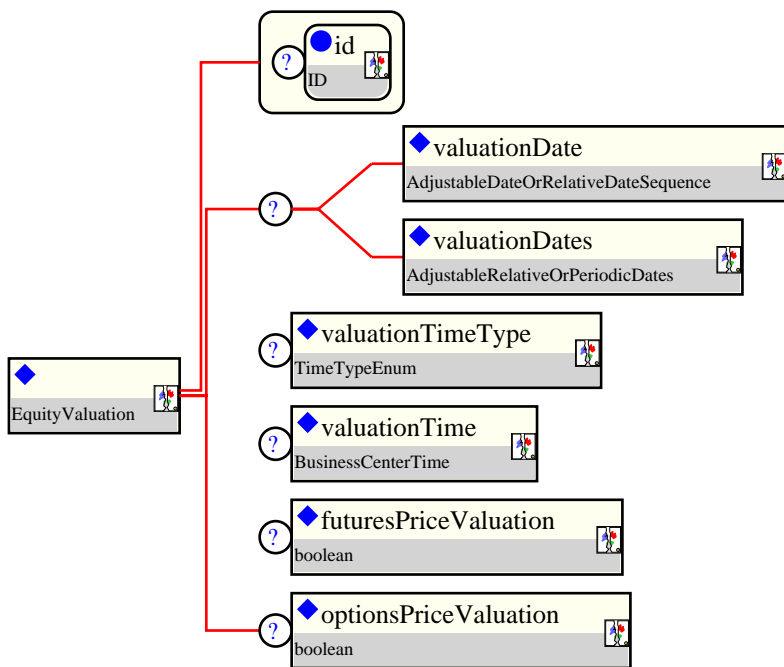 id
?
ID
valuationDate
AdjustableDateOrRelativeDateSequence
?
valuationDates
AdjustableRelativeOrPeriodicDates
valuationTimeType
?
TimeTypeEnum
EquityValuation
valuationTime
?
BusinessCenterTime
futuresPriceValuation
?
boolean
optionsPriceValuation
?
boolean